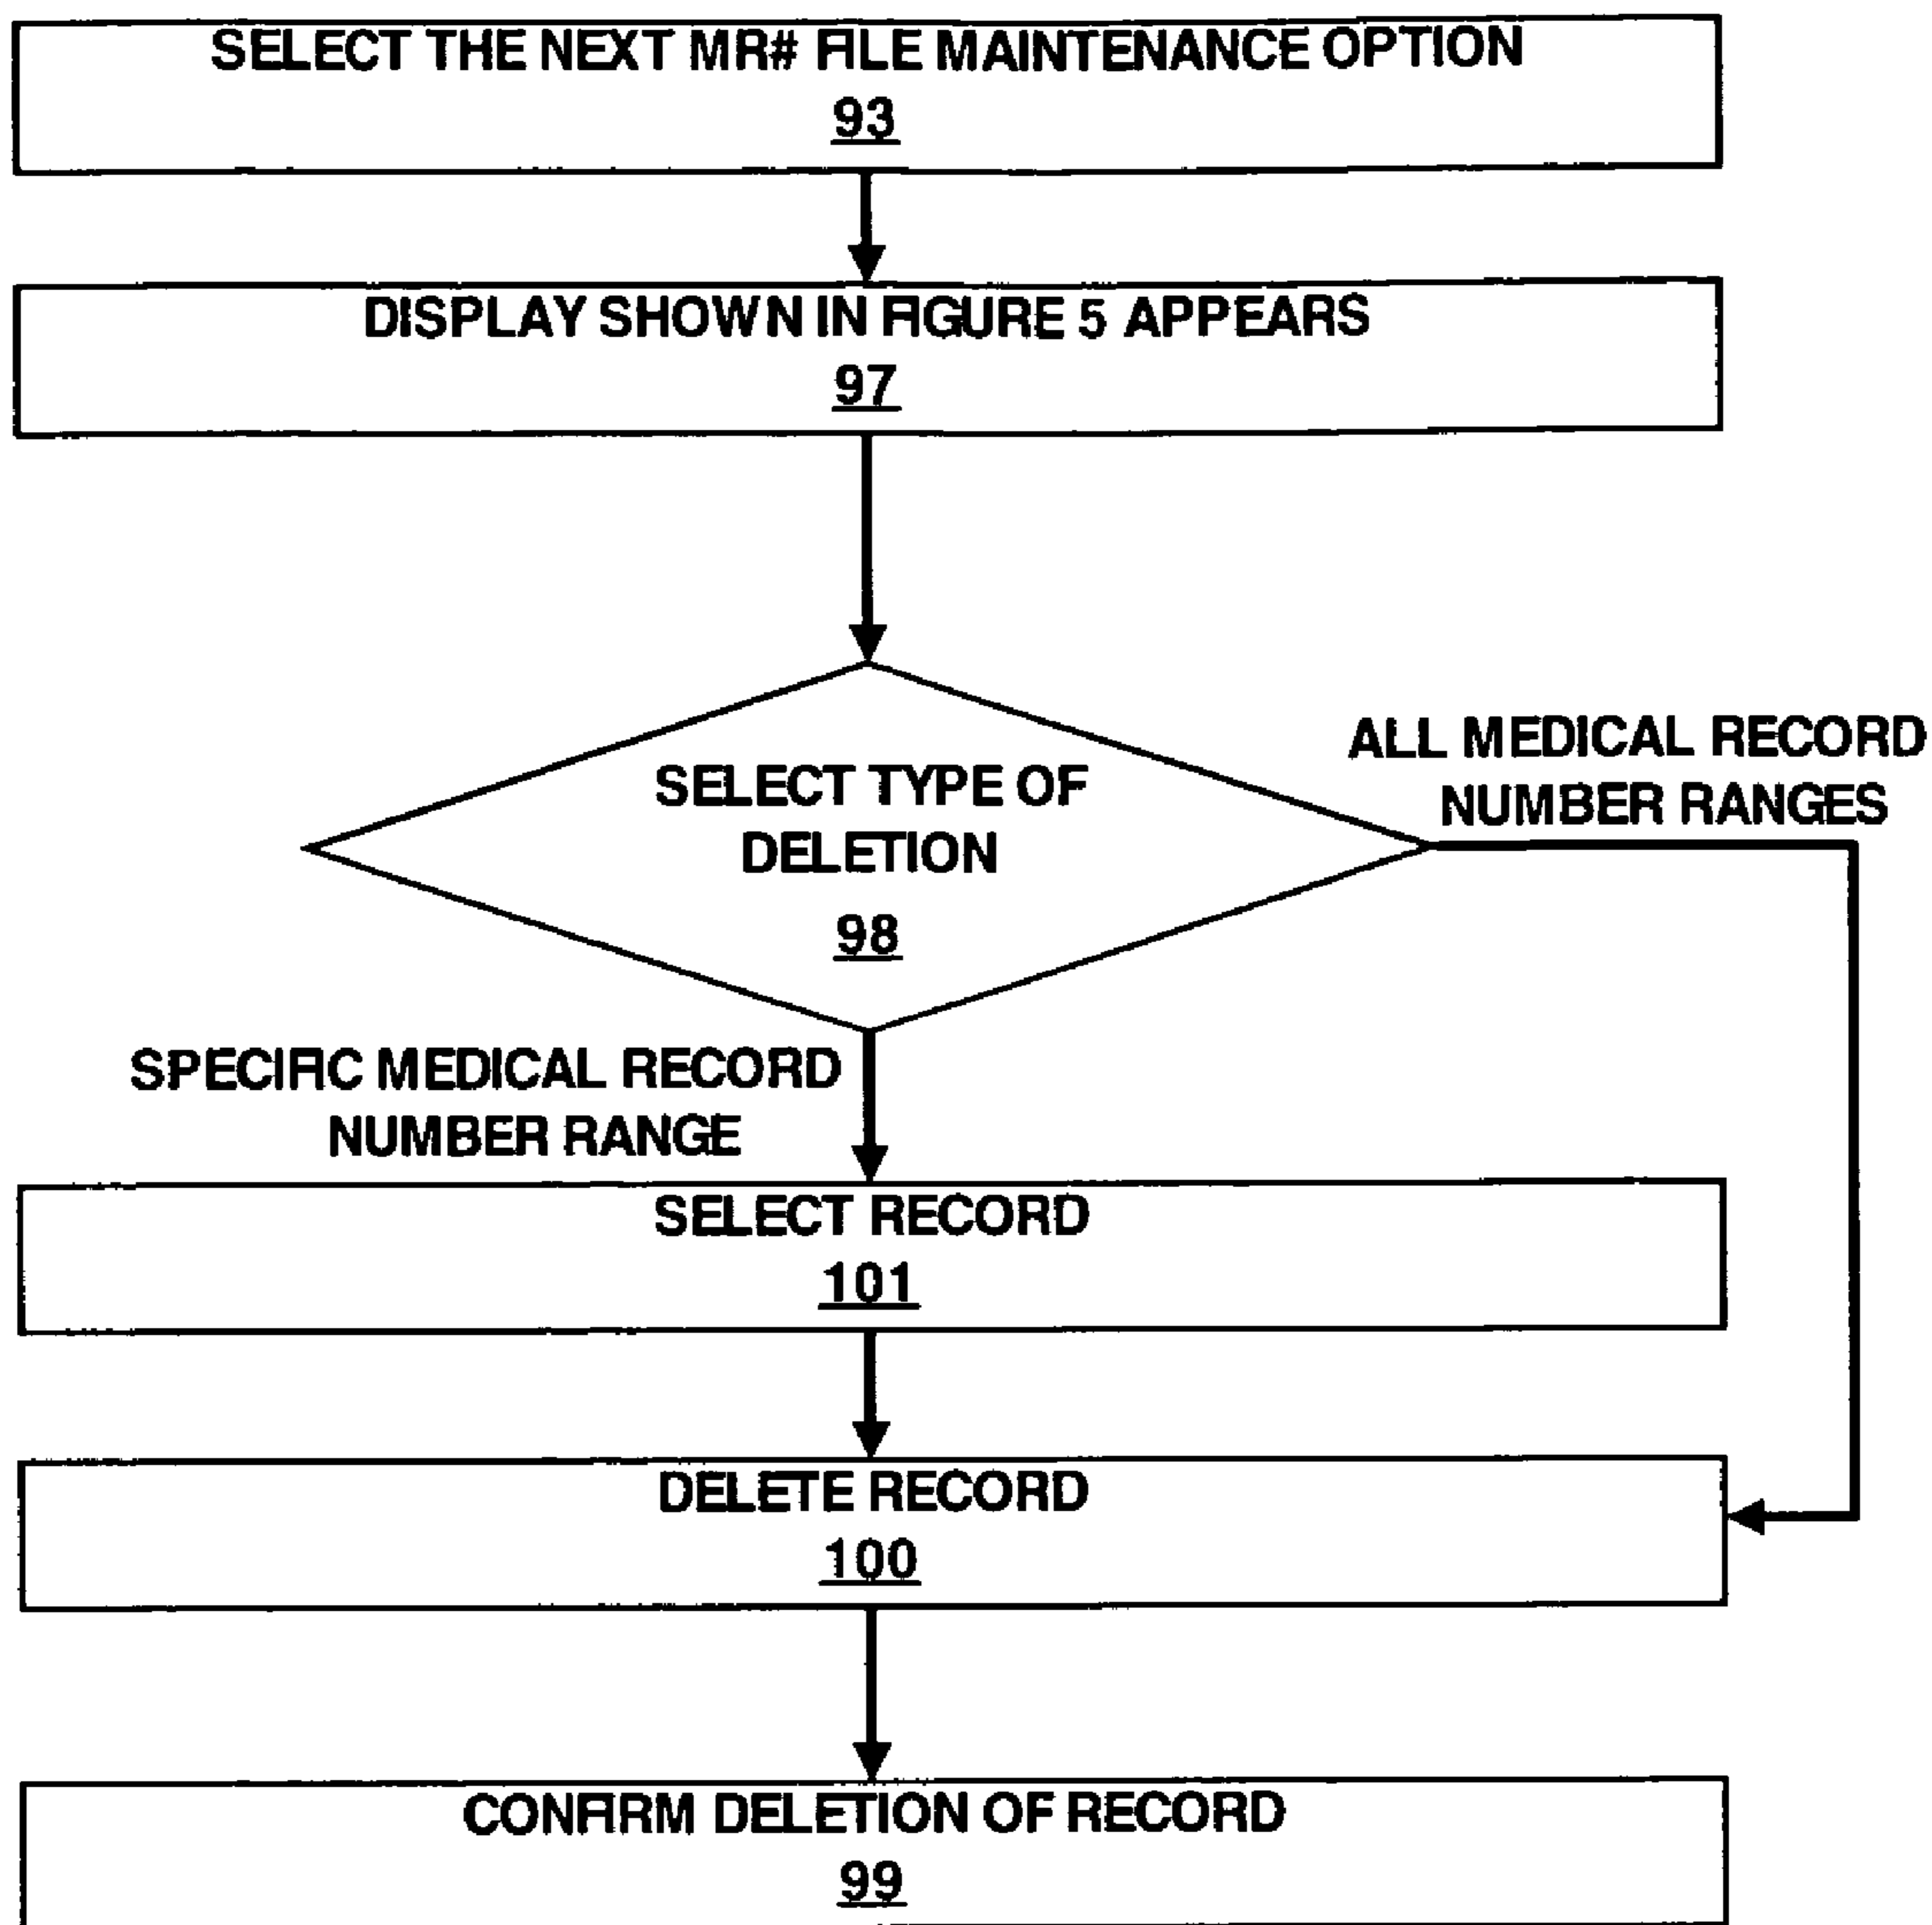 SELECT THE NEXT MR# FILE MAINTENANCE OPTION
93
DISPLAY SHOWN IN FIGURE 5 APPEARS
97
SELECT TYPE OF
DELETION
98
ALL MEDICAL RECORD
NUMBER RANGES
SPECIFIC MEDICAL RECORD
NUMBER RANGE
SELECT RECORD
101
DELETE RECORD
100
CONFIRM DELETION OF RECORD
99